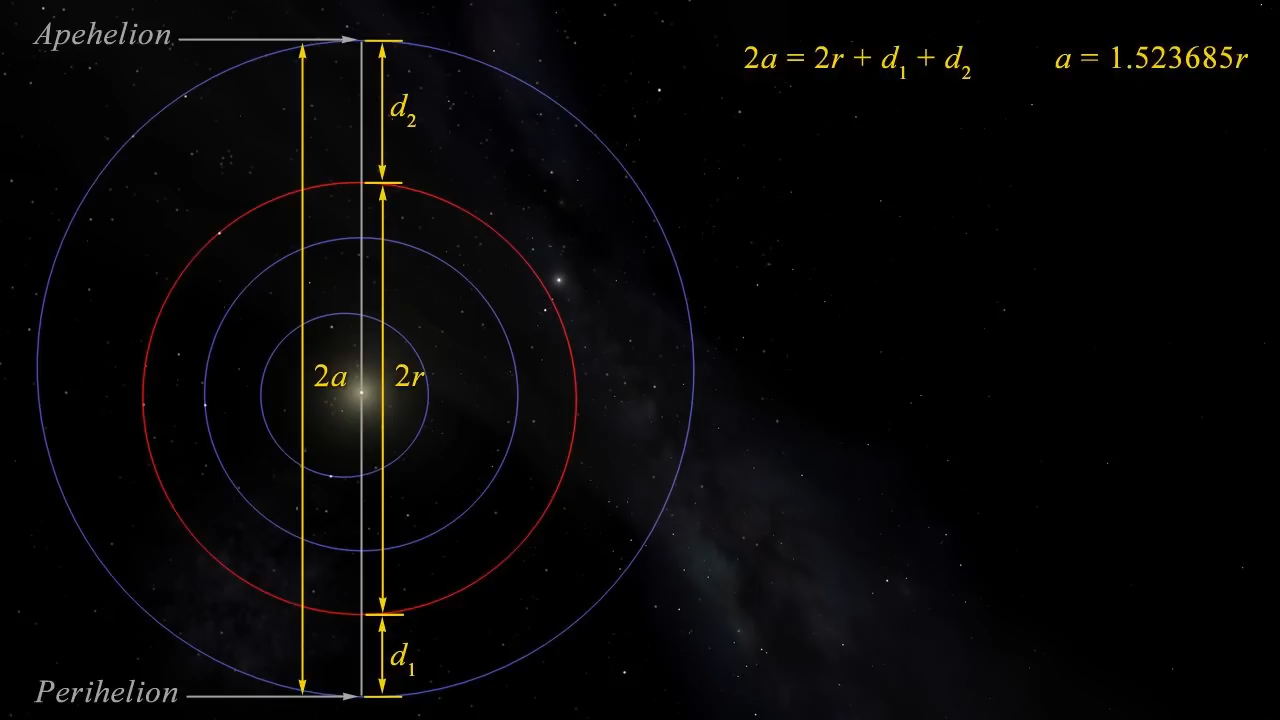 Apehelion
2a = 2r + d₁ + d₂
a = 1.523685r
d₂
2a
2r
d₁
Perihelion